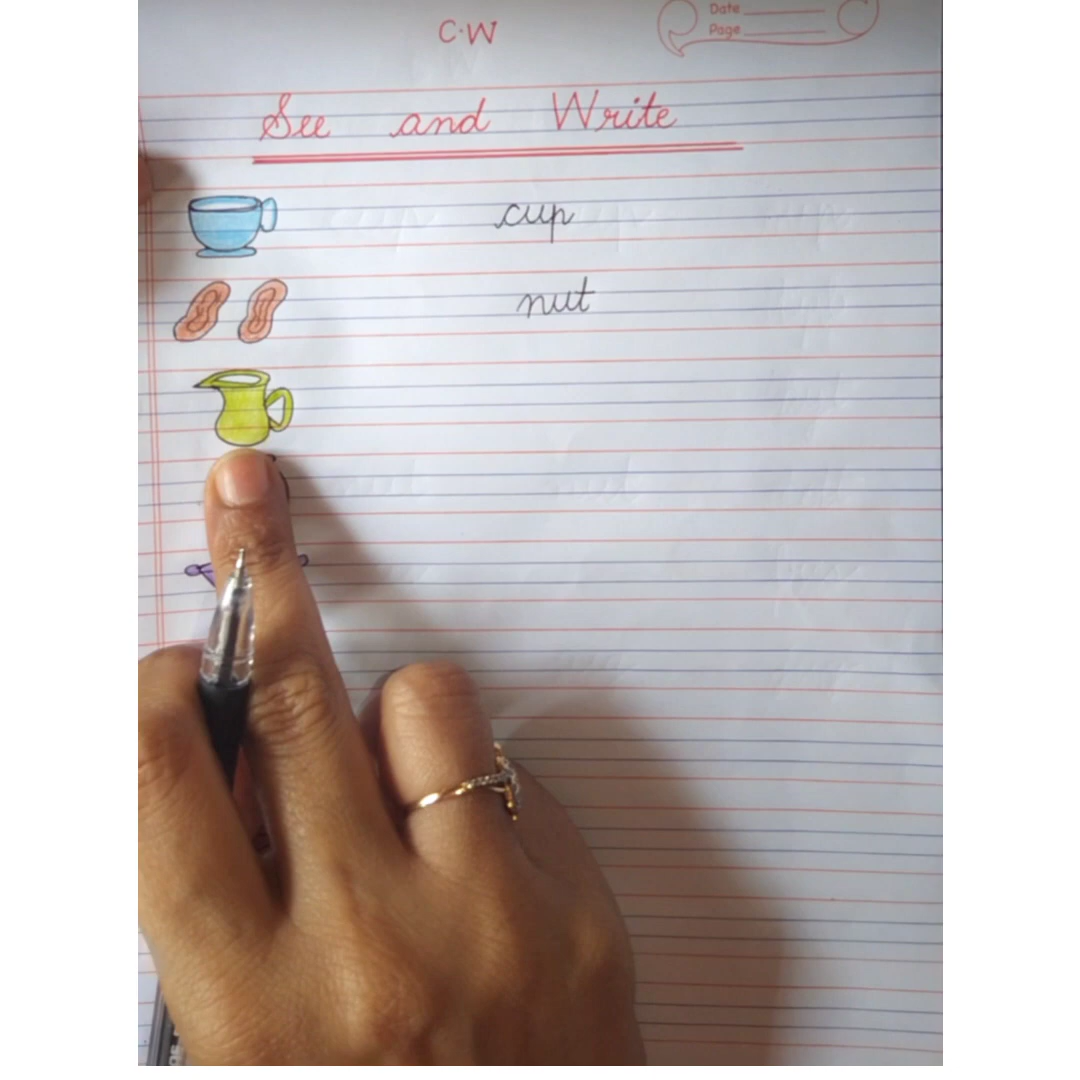 C.W
Date
Page
See and Write
cup
nut